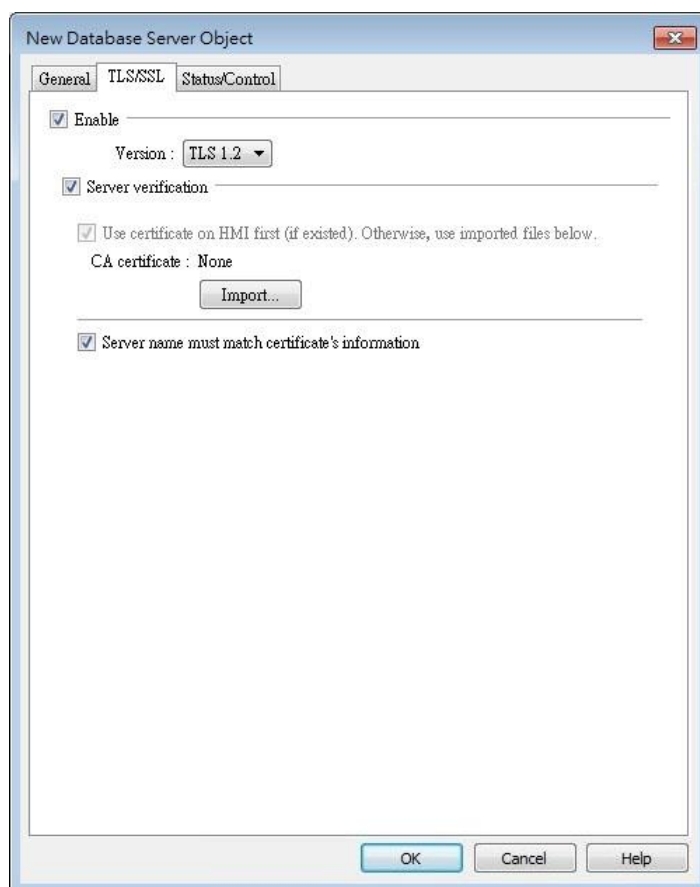 New Database Server Object
General TLS/SSL Status/Control
Enable
Version : TLS 1.2
Server verification
Use certificate on HMI first (if existed). Otherwise, use imported files below.
CA certificate : None
Import...
Server name must match certificate's information
OK Cancel Help